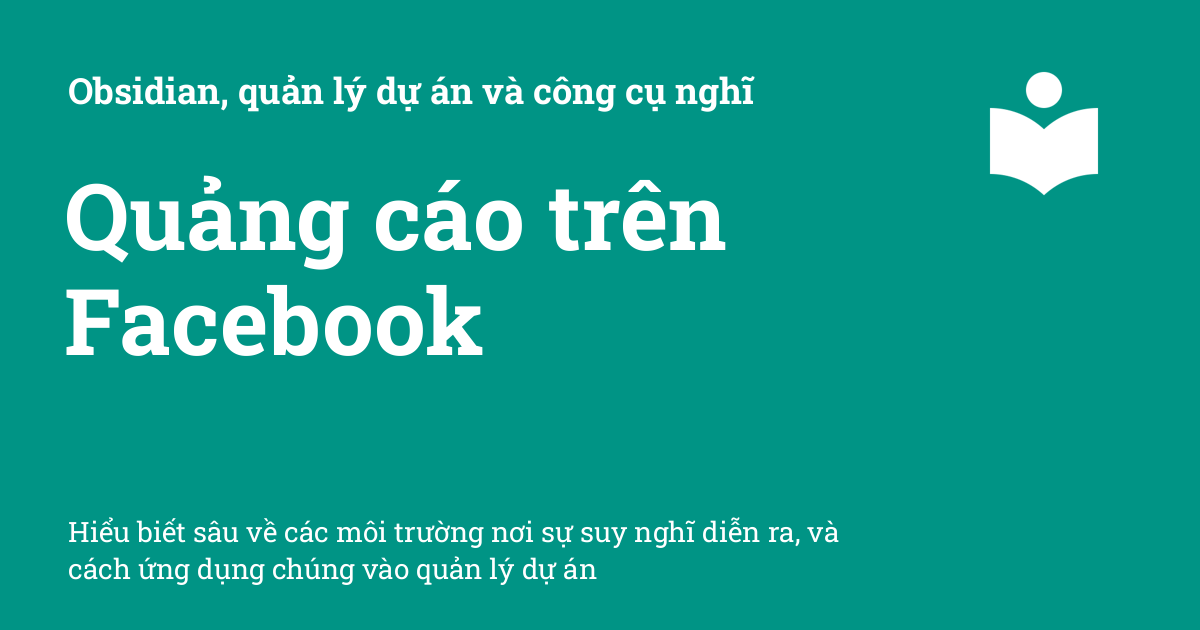 Obsidian, quản lý dự án và công cụ nghĩ
Quảng cáo trên
Facebook
Hiểu biết sâu về các môi trường nơi sự suy nghĩ diễn ra, và
cách ứng dụng chúng vào quản lý dự án